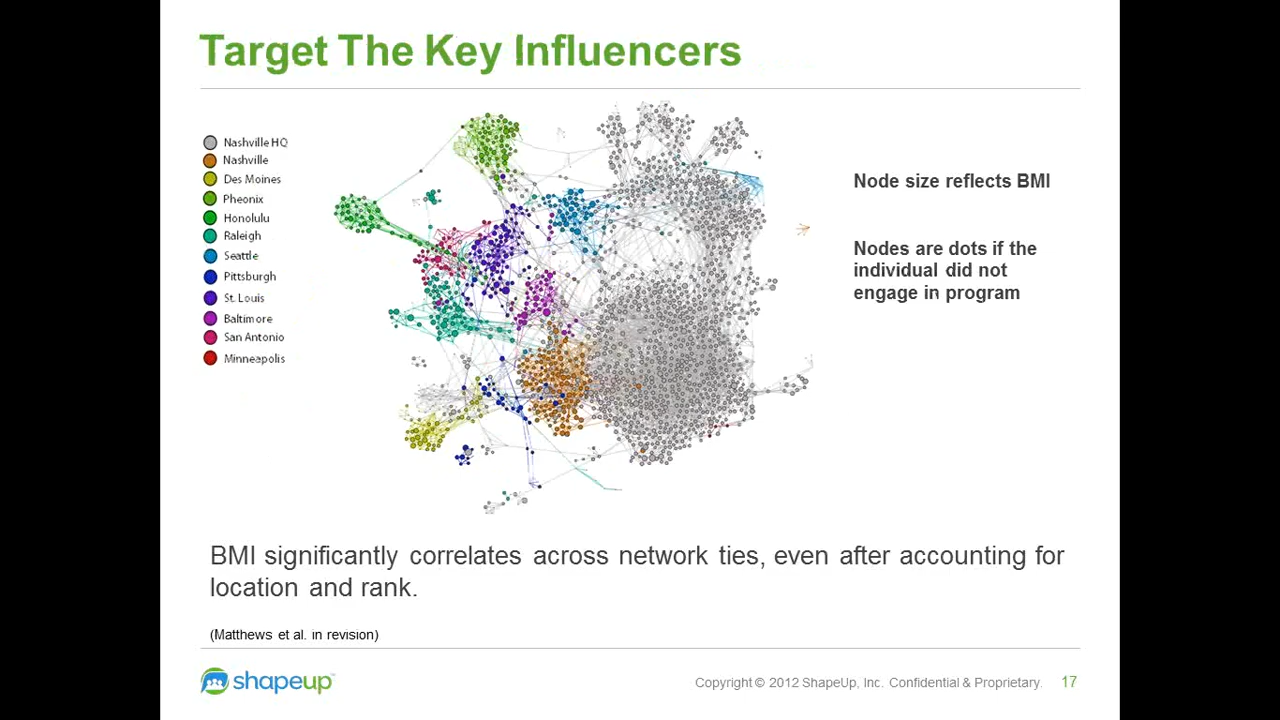 Target The Key Influencers
Nashville HQ
Nashville
Des Moines
Pheonix
Honolulu
Raleigh
Seattle
Pittsburgh
St. Louis
Baltimore
San Antonio
Minneapolis
Node size reflects BMI
Nodes are dots if the
individual did not
engage in program
BMI significantly correlates across network ties, even after accounting for
location and rank.
(Matthews et al. in revision)
shapeup
Copyright © 2012 ShapeUp, Inc. Confidential & Proprietary. 17